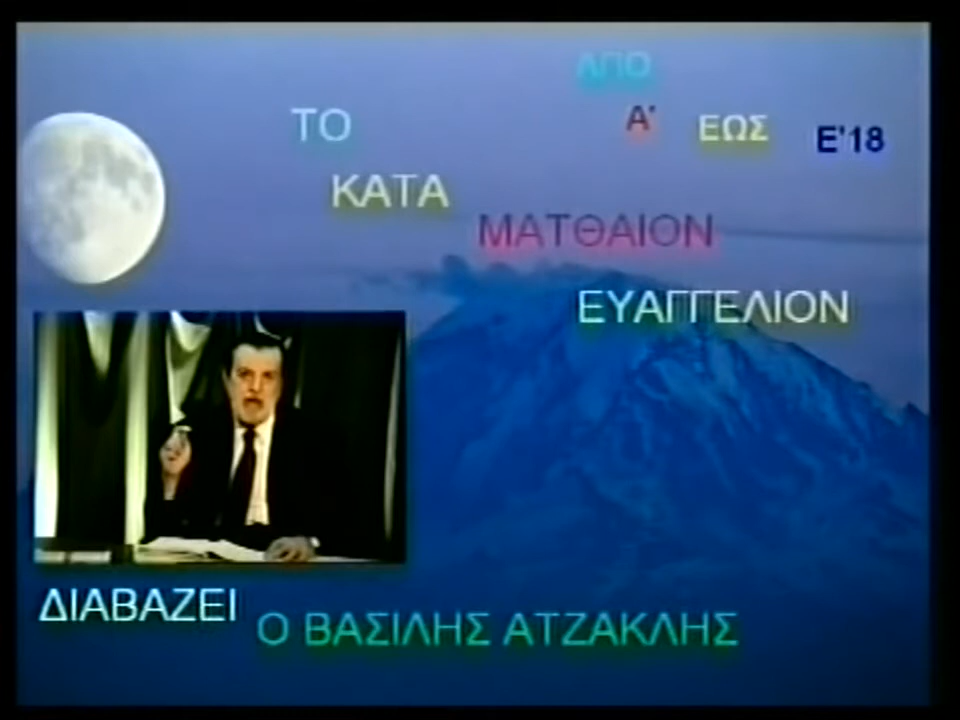 ΑΠΟ
Α' ΕΩΣ Ε'18
ΤΟ
ΚΑΤΑ
ΜΑΤΘΑΙΟΝ
ΕΥΑΓΓΕΛΙΟΝ
ΔΙΑΒΑΖΕΙ
Ο ΒΑΣΙΛΗΣ ΑΤΖΑΚΛΗΣ